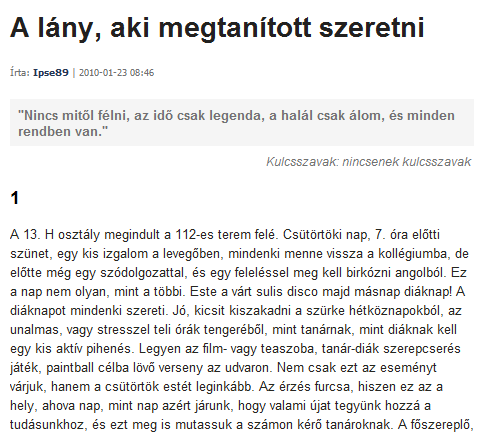 A lány, aki megtanított szeretni
Írta: Ipse89 | 2010-01-23 08:46
"Nincs mitől félni, az idő csak legenda, a halál csak álom, és minden
rendben van."
Kulcsszavak: nincsenek kulcsszavak
1
A 13. H osztály megindult a 112-es terem felé. Csütörtöki nap, 7. óra előtti
szünet, egy kis izgalom a levegőben, mindenki menne vissza a kollégiumba, de
előtte még egy szódolgozattal, és egy feleléssel meg kell birkózni angolból. Ez
a nap nem olyan, mint a többi. Este a várt sulis disco majd másnap diáknap! A
diáknapot mindenki szereti. Jó, kicsit kiszakadni a szürke hétköznapokból, az
unalmas, vagy stresszel teli órák tengeréből, mint tanárnak, mint diáknak kell
egy kis aktív pihenés. Legyen az film- vagy teaszoba, tanár-diák szerepcserés
játék, paintball célba lövő verseny az udvaron. Nem csak ezt az eseményt
várjuk, hanem a csütörtök estét leginkább. Az érzés furcsa, hiszen ez az a
hely, ahova nap, mint nap azért járunk, hogy valami újat tegyünk hozzá a
tudásunkhoz, és ezt meg is mutassuk a számon kérő tanároknak. A főszereplő,